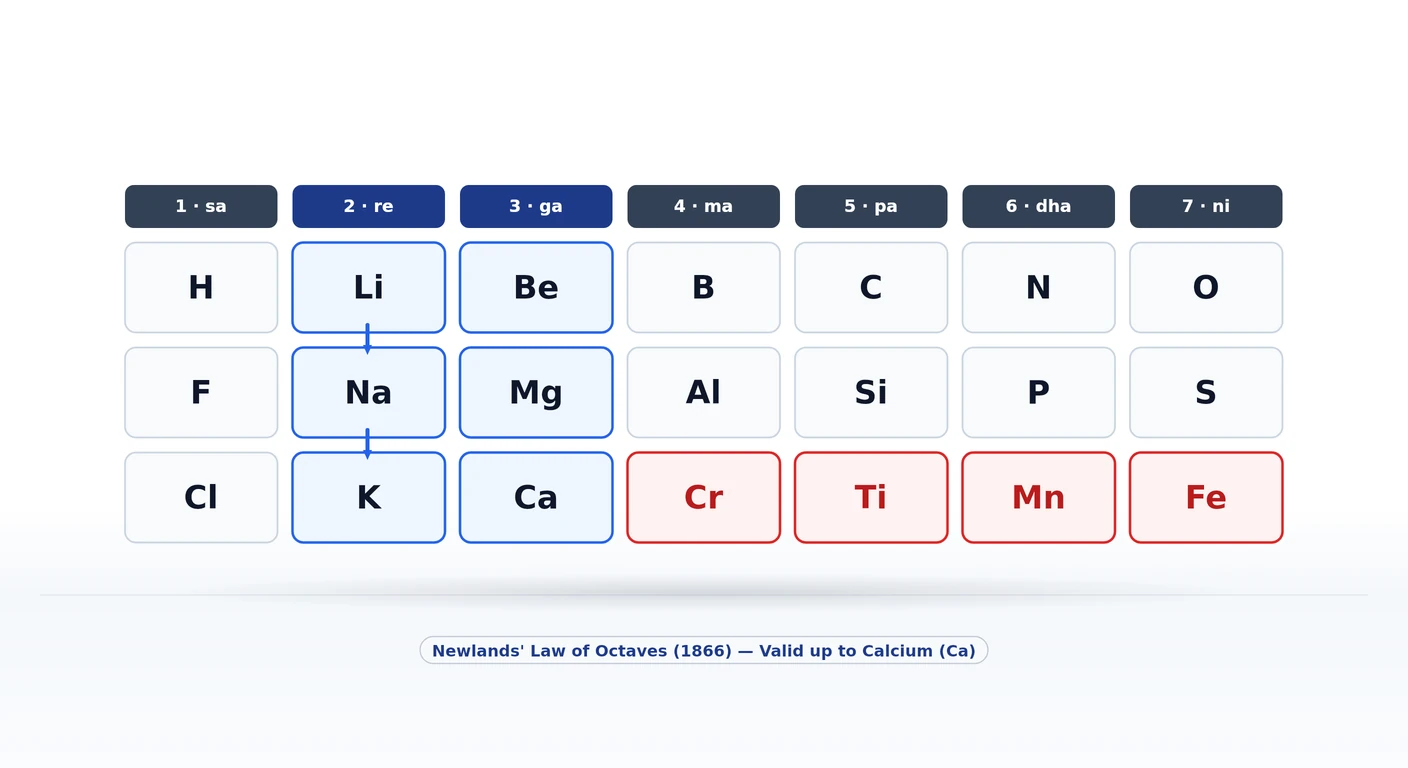 1 · sa 2 · re 3 · ga 4 · ma 5 · pa 6 · dha 7 · ni
H Li Be B C N O
F Na Mg Al Si P S
Cl K Ca Cr Ti Mn Fe
Newlands' Law of Octaves (1866) — Valid up to Calcium (Ca)